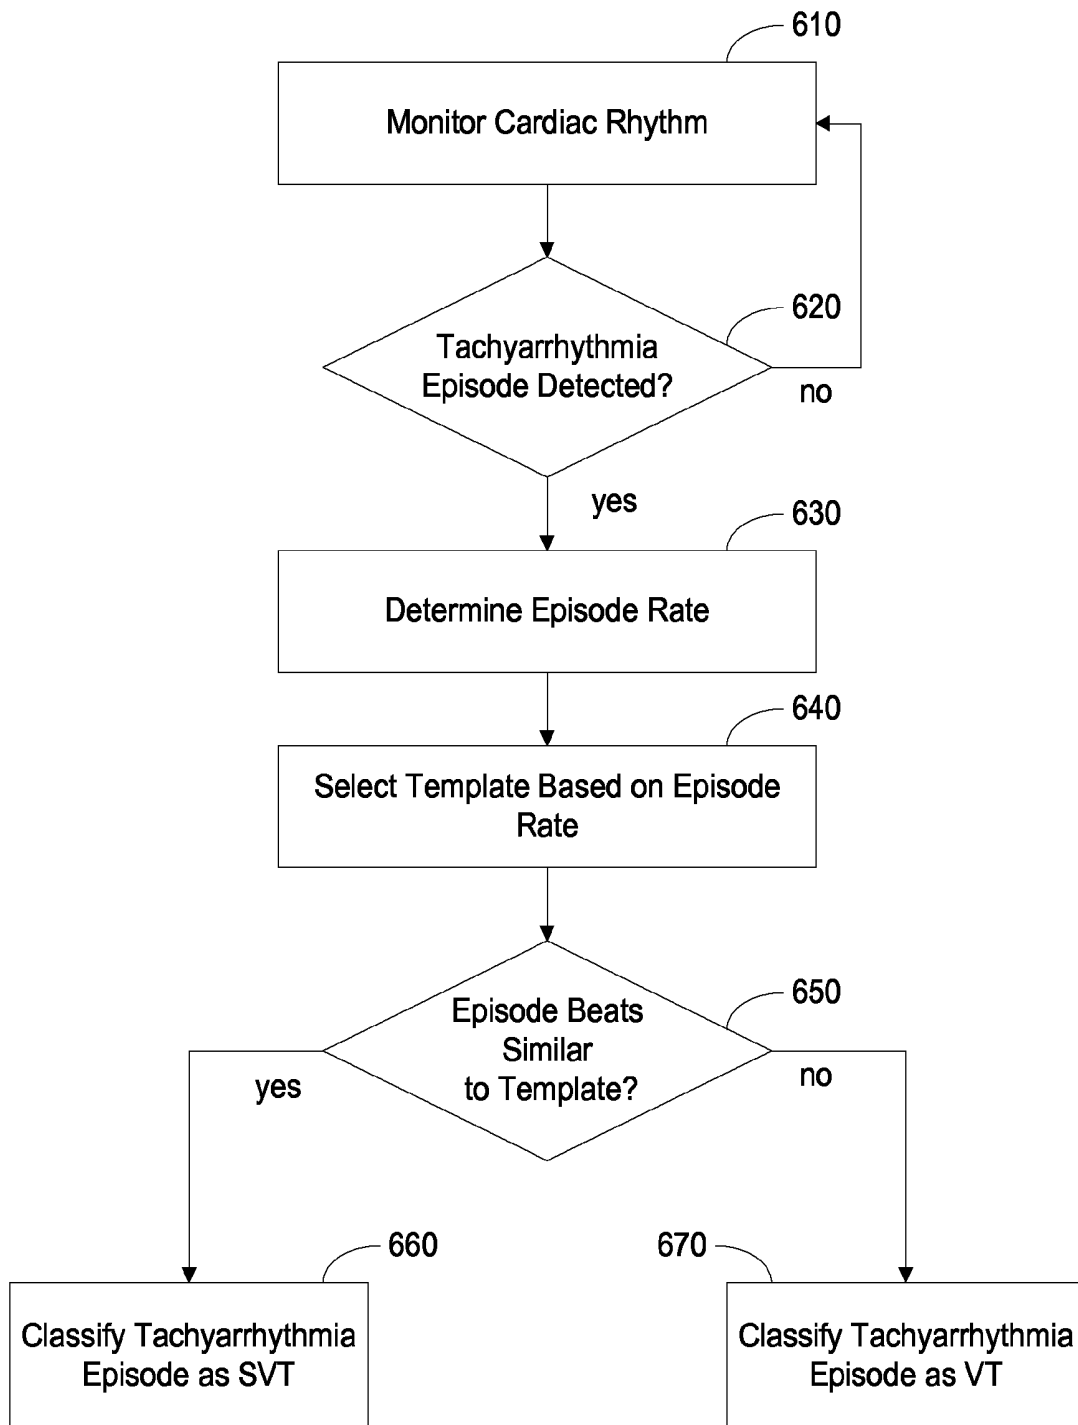 610
Monitor Cardiac Rhythm
620
Tachyarrhythmia
Episode Detected?
no
yes
630
Determine Episode Rate
640
Select Template Based on Episode
Rate
650
Episode Beats
Similar
to Template?
yes
no
660
670
Classify Tachyarrhythmia
Episode as SVT
Classify Tachyarrhythmia
Episode as VT